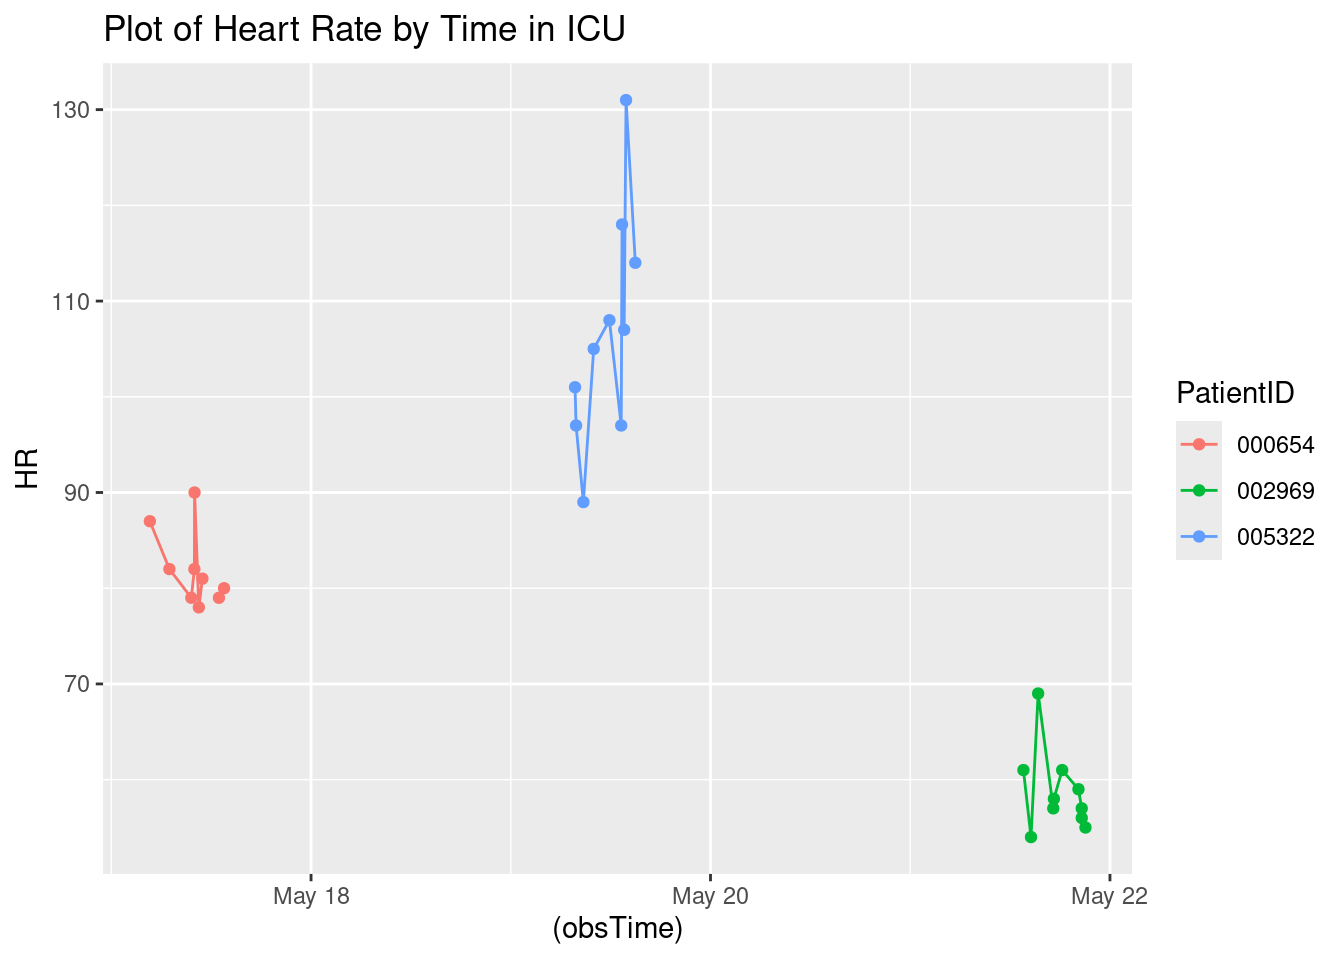 Plot of Heart Rate by Time in ICU
130
110
90
70
HR
May 18
May 20
May 22
(obsTime)
PatientID
000654
002969
005322